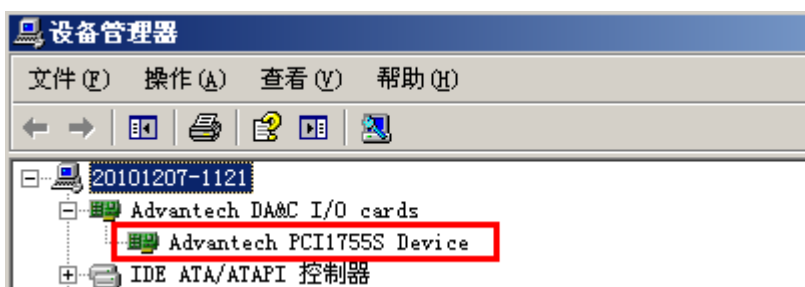 设备管理器
文件(F) 操作(A) 查看(V) 帮助(H)
20101207-1121
Advantech DA&C I/O cards
Advantech PCI1755S Device
IDE ATA/ATAPI 控制器